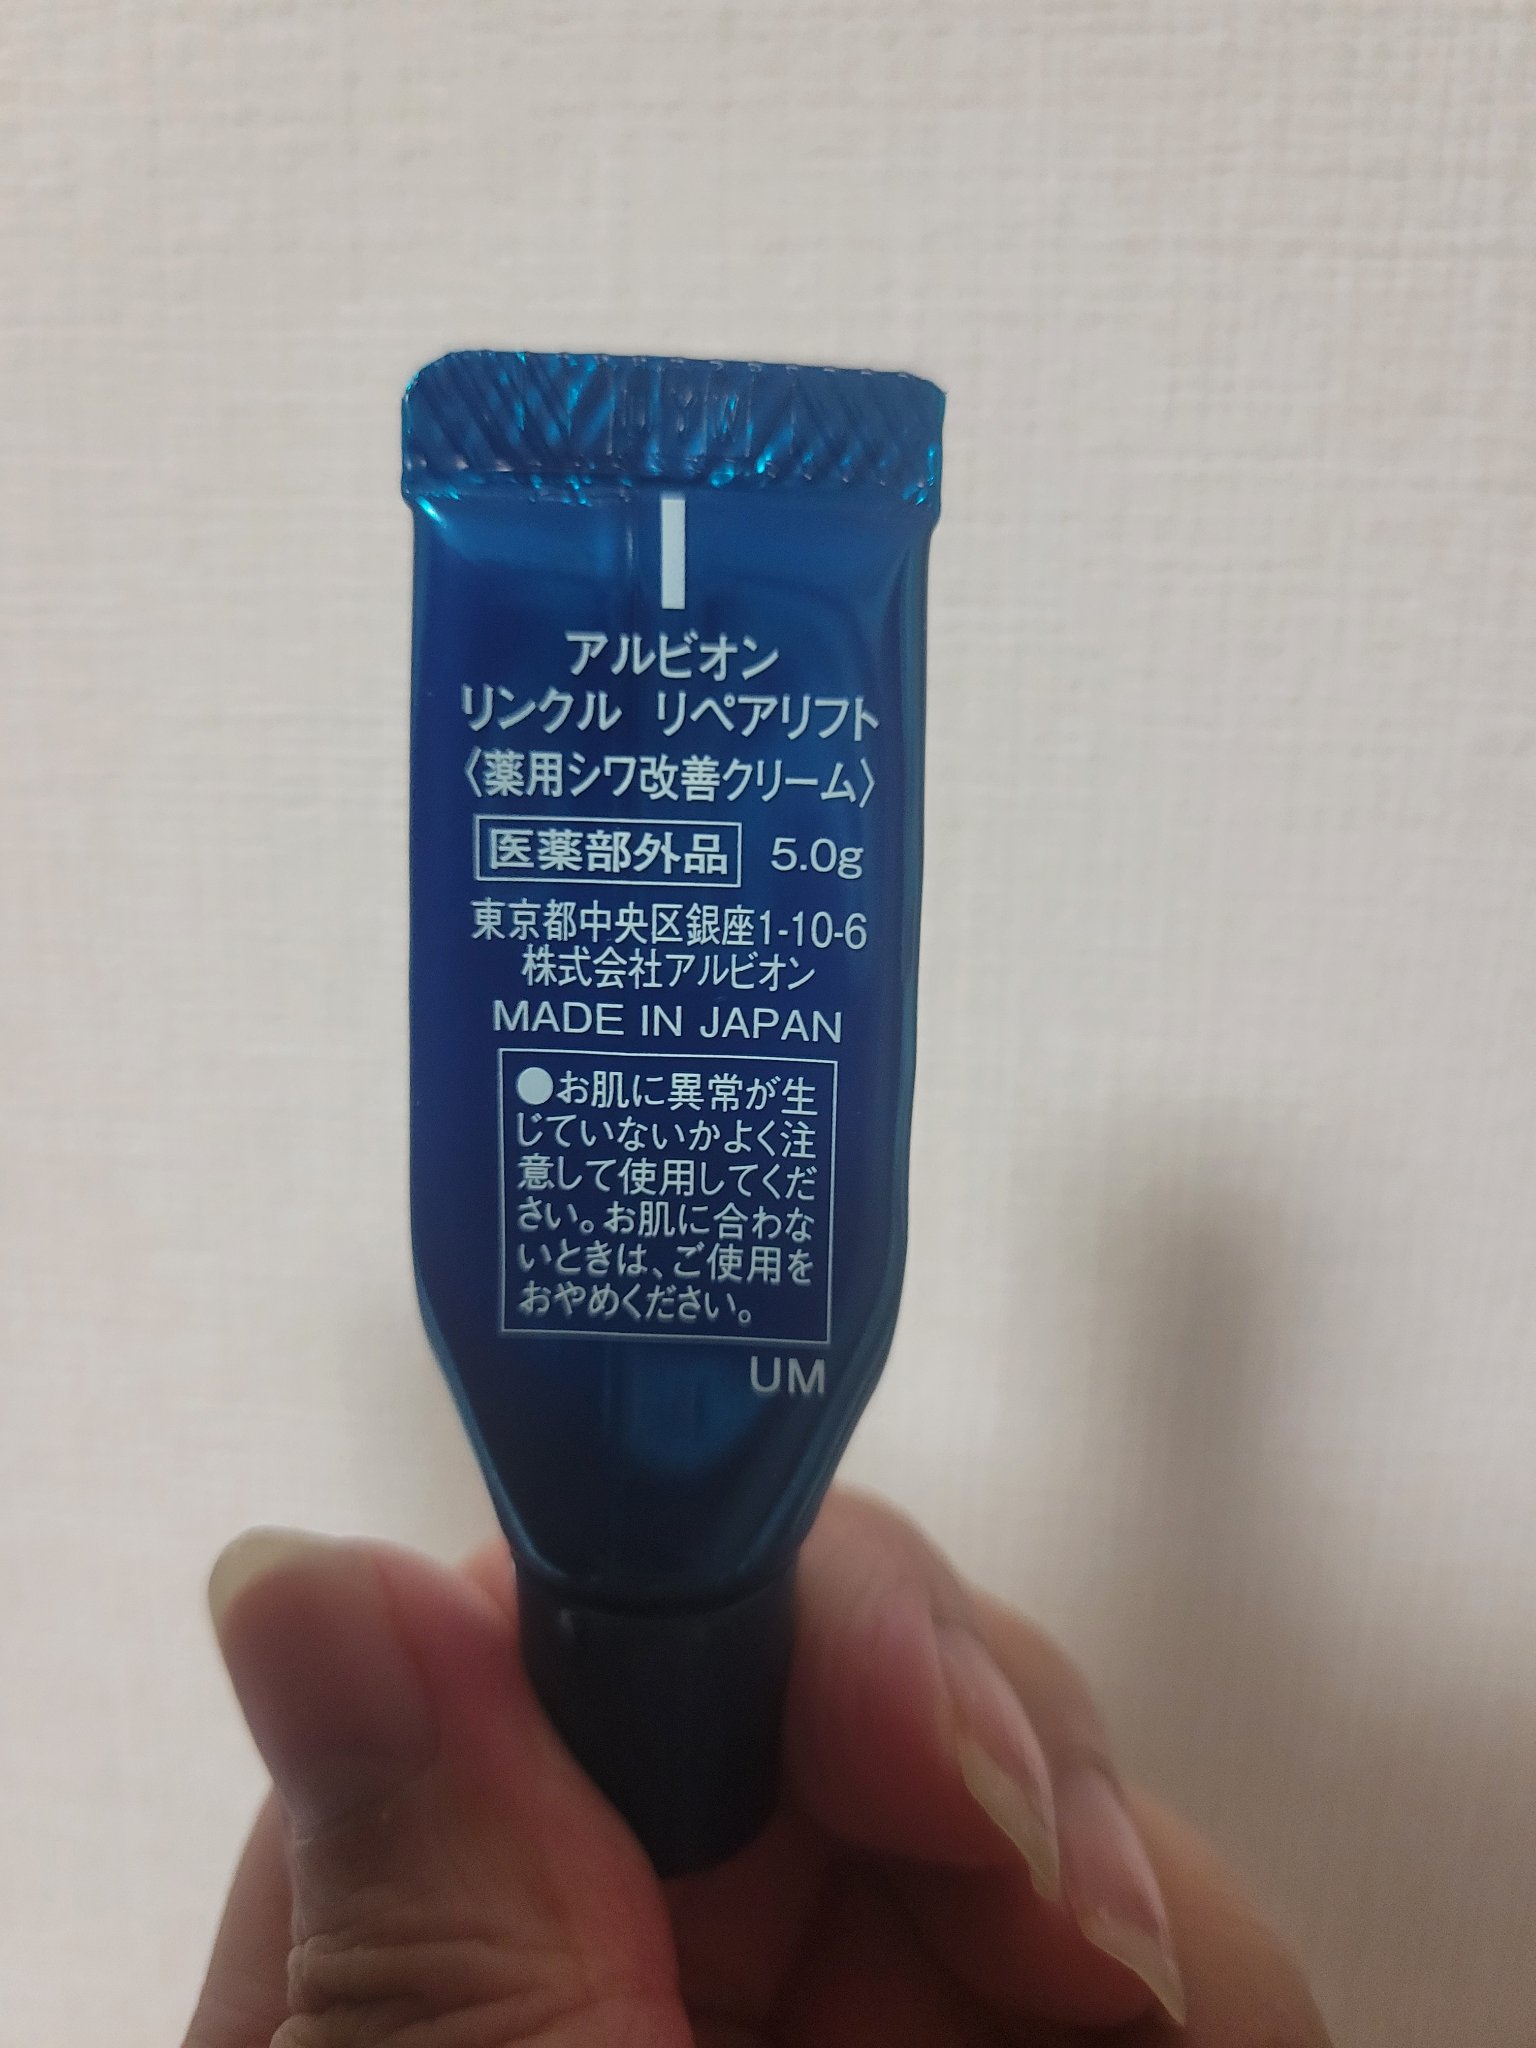 アルビオン
リンクル リペアリフト
〈薬用シワ改善クリーム〉
医薬部外品 5.0g
東京都中央区銀座1-10-6
株式会社アルビオン
MADE IN JAPAN
●お肌に異常が生
じていないかよく注
意して使用してくだ
さい。お肌に合わな
いときは、ご使用を
おやめください。
UM